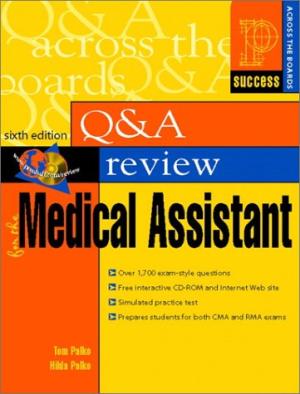 Q&A
across the
boards
Q&A
success
ACROSS THE BOARDS
sixth edition
Q&A
review
for the
Medical Assistant
Over 1,700 exam-style questions
Free interactive CD-ROM and Internet Web site
Simulated practice test
Prepares students for both CMA and RMA exams
Tom Palko
Hilda Palko